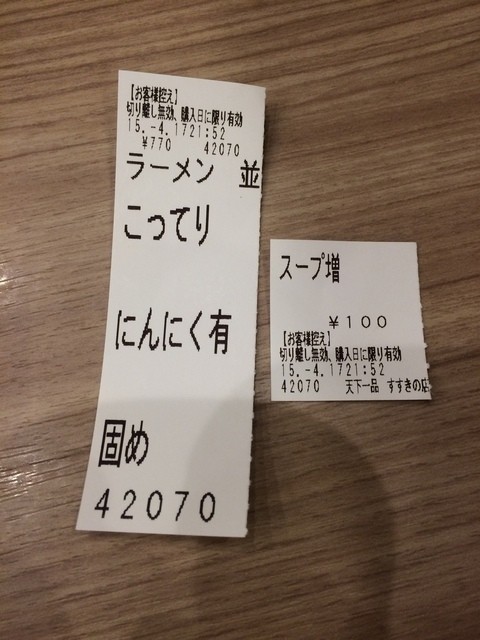 【お客様控え】
切り離し無効、購入日に限り有効
15.-4.1721:52
¥770 42070
ラーメン 並
こってり
にんにく有
固め
42070
スープ増
¥100
【お客様控え】
切り離し無効、購入日に限り有効
15.-4.1721:52
42070 天下一品 すすきの店